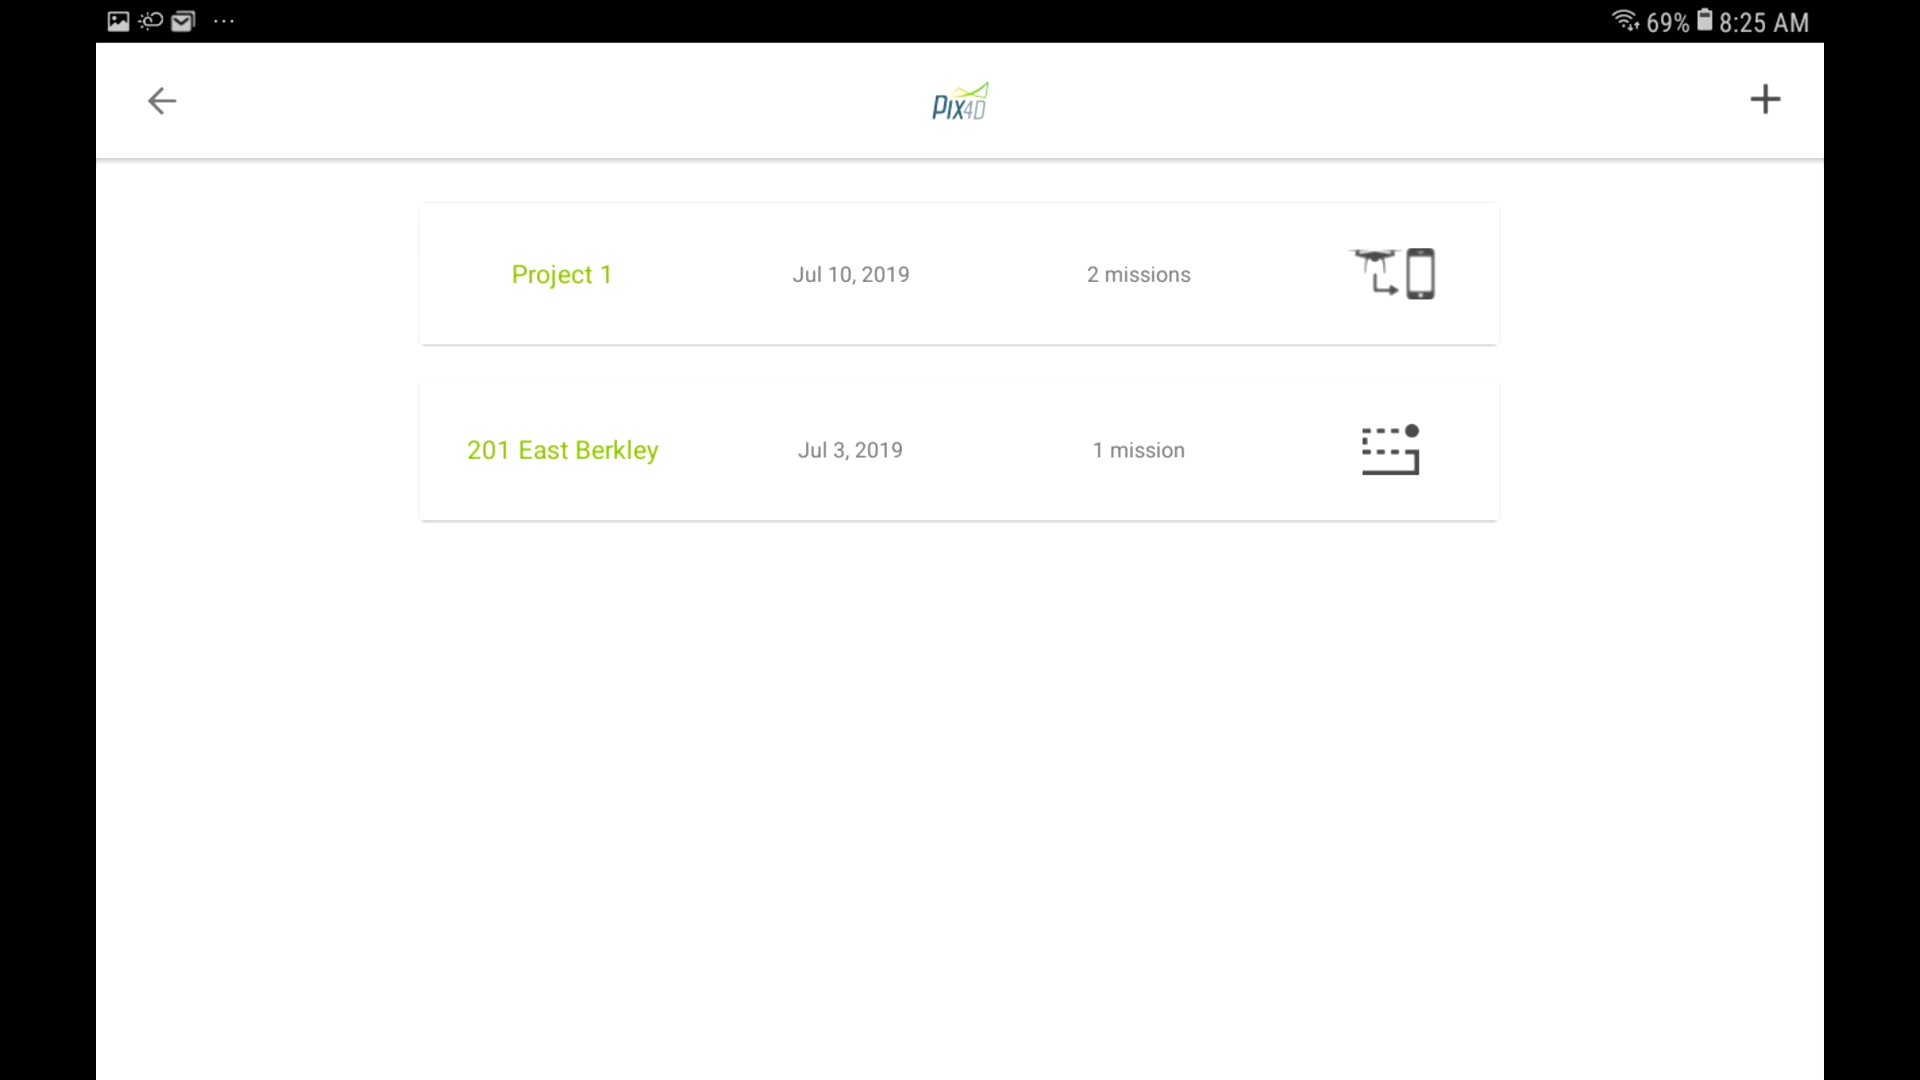 69% 8:25 AM
PIX4D
Project 1 Jul 10, 2019 2 missions
201 East Berkley Jul 3, 2019 1 mission